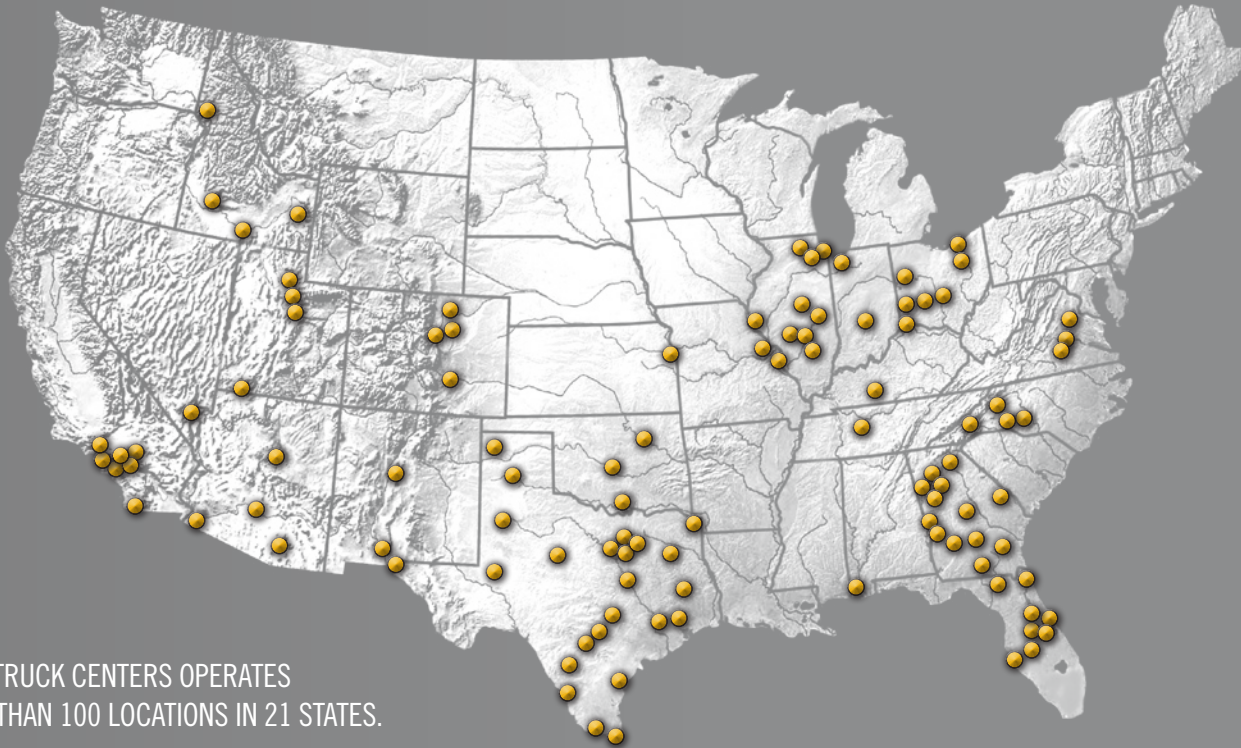 TRUCK CENTERS OPERATES
THAN 100 LOCATIONS IN 21 STATES.